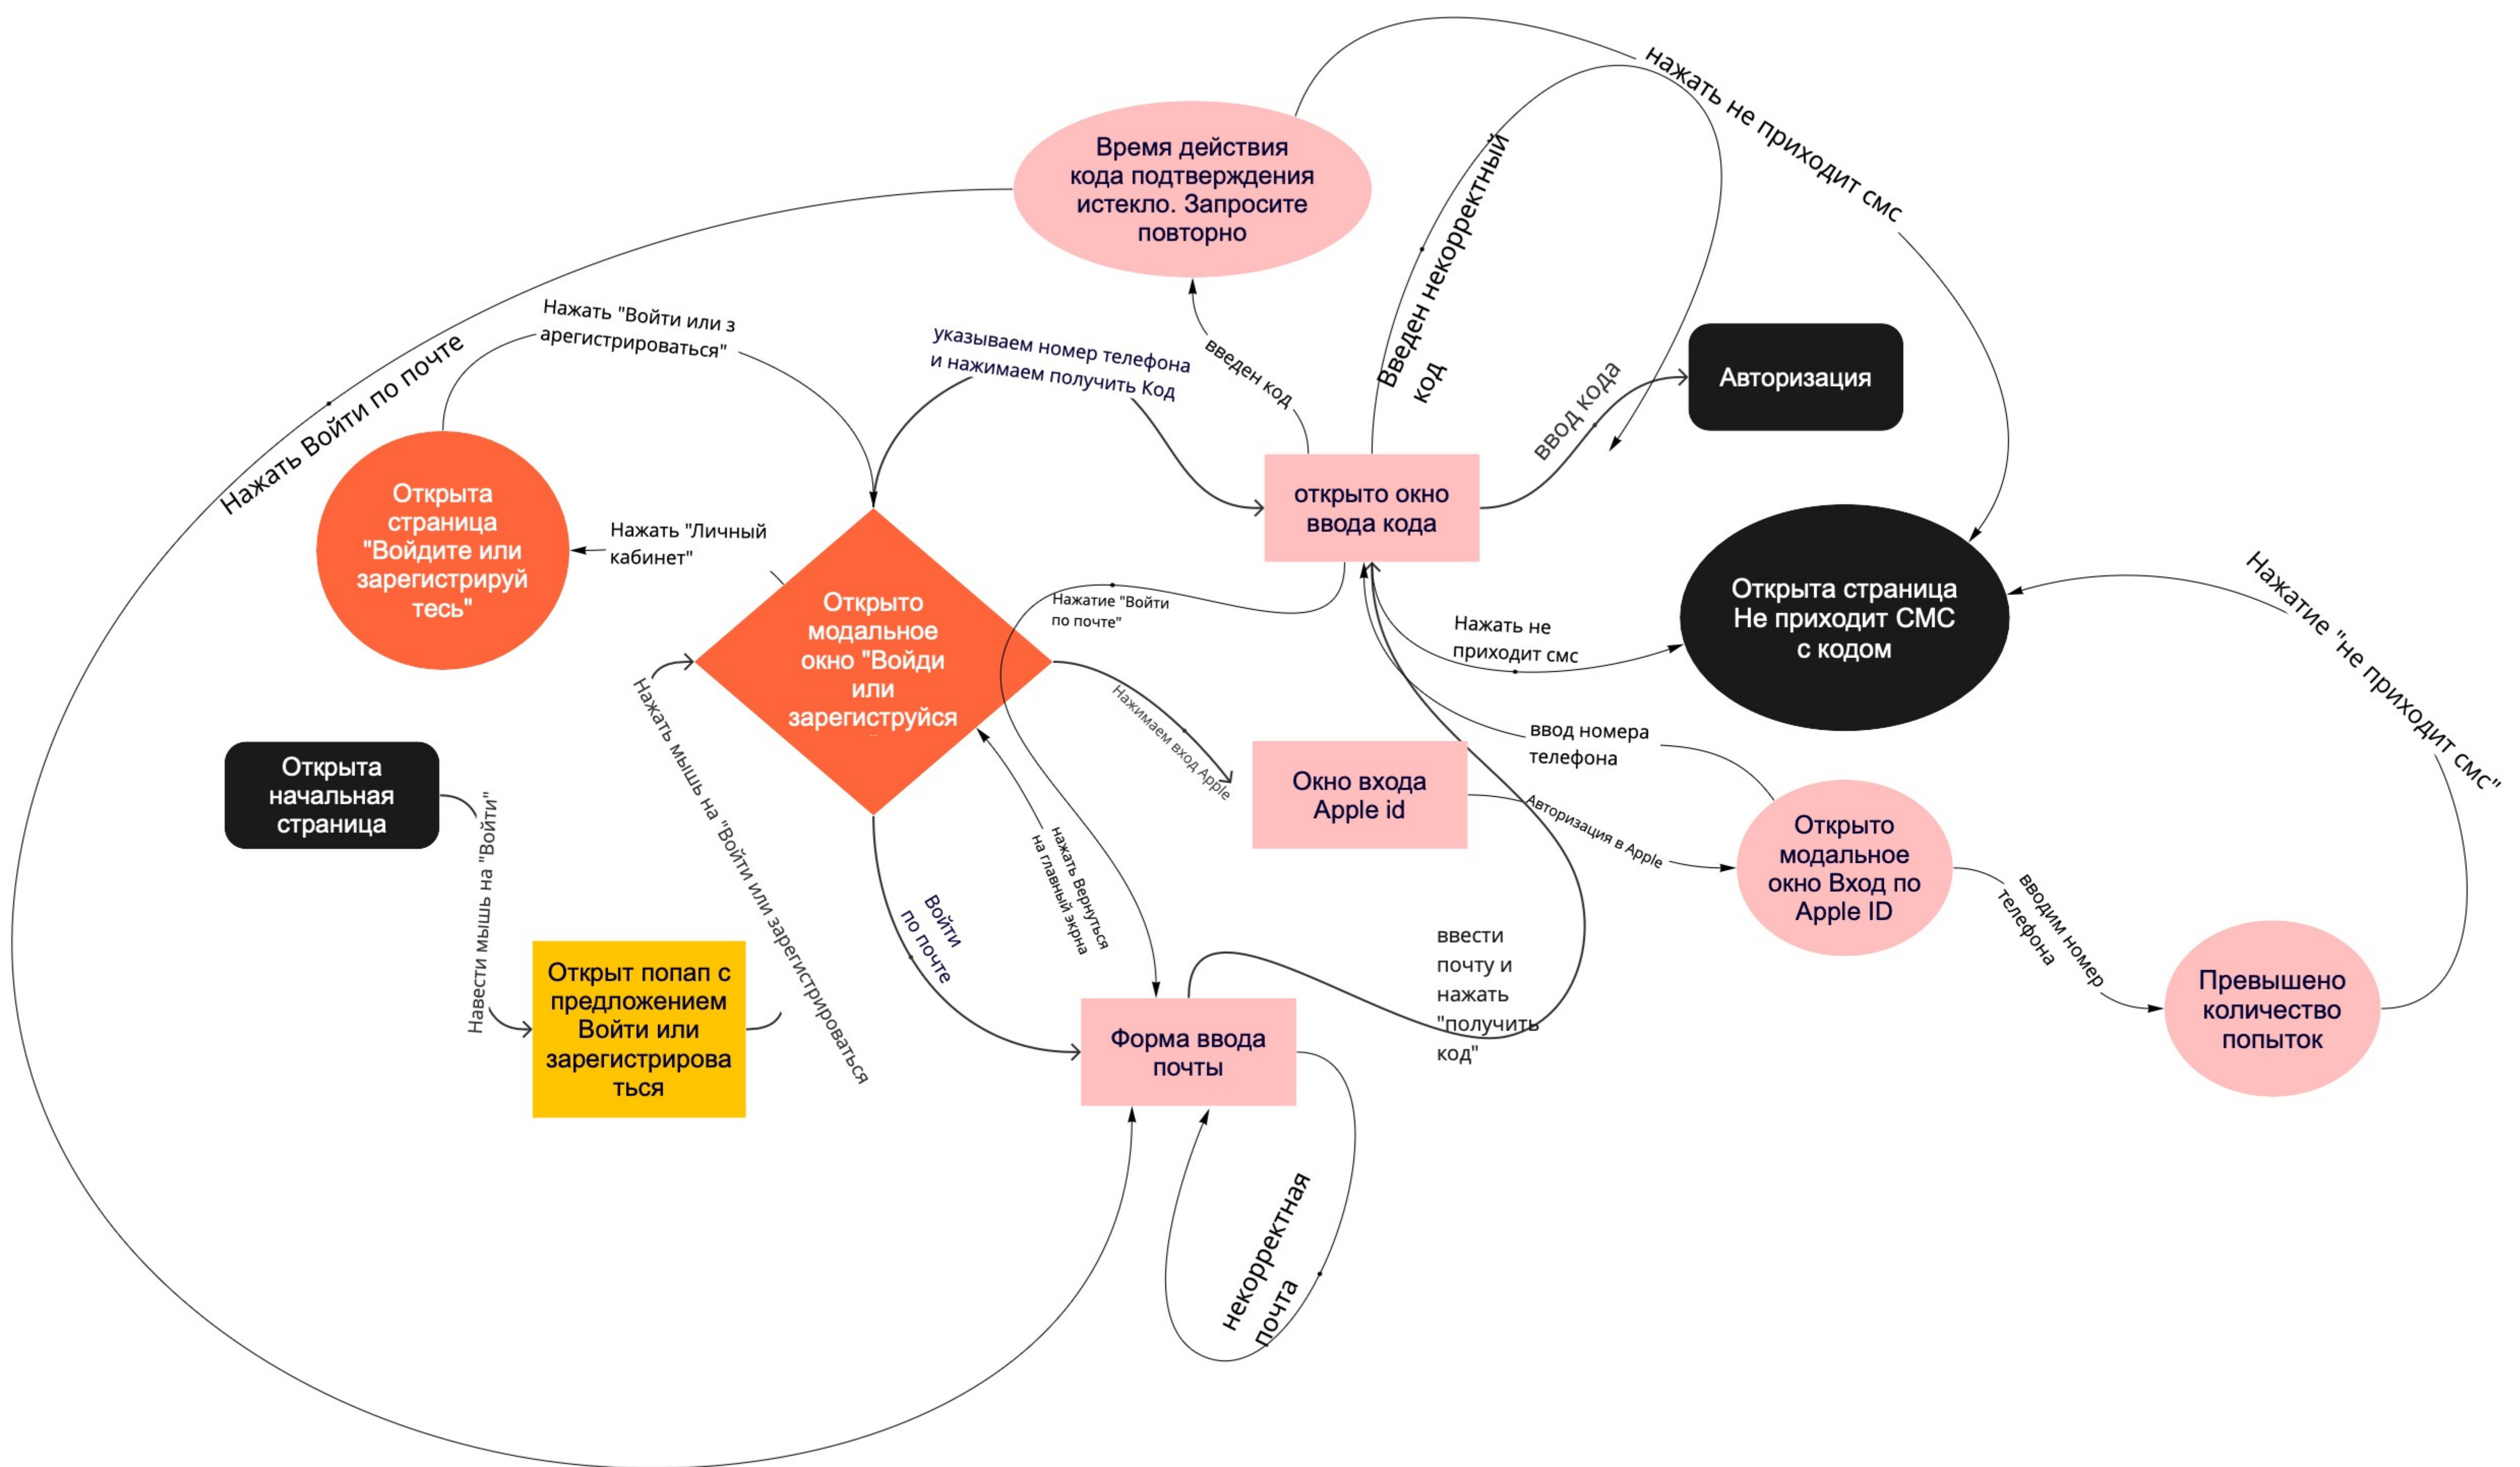 нажать не приходит смс
Время действия
кода подтверждения
истекло. Запросите
повторно
Введен некорректный
код
Нажать "Войти или з
арегистрироваться"
указываем номер телефона
и нажимаем получить Код
введен код
Нажать Войти по почте
ввод кода
Авторизация
Открыта
страница
"Войдите или
зарегистрируй
тесь"
Нажать "Личный
кабинет"
открыто окно
ввода кода
Открыто
модальное
окно "Войди
или
зарегиструйся
"
Нажатие "Войти
по почте"
Нажать не
приходит смс
Открыта страница
Не приходит СМС
с кодом
Нажатие "не приходит смс"
Нажать мышь на "Войти или зарегистрироваться
Нажимаем вход Apple
ввод номера
телефона
Открыта
начальная
страница
Навести мышь на "Войти"
Окно входа
Apple id
Авторизация в Apple
Открыто
модальное
окно Вход по
Apple ID
вводим номер
телефона
Превышено
количество
попыток
нажать Вернуться
на главный экрна
Войти
по почте
Открыт попап с
предложением
Войти или
зарегистрирова
ться
ввести
почту и
нажать
"получить
код"
Форма ввода
почты
некорректная
почта